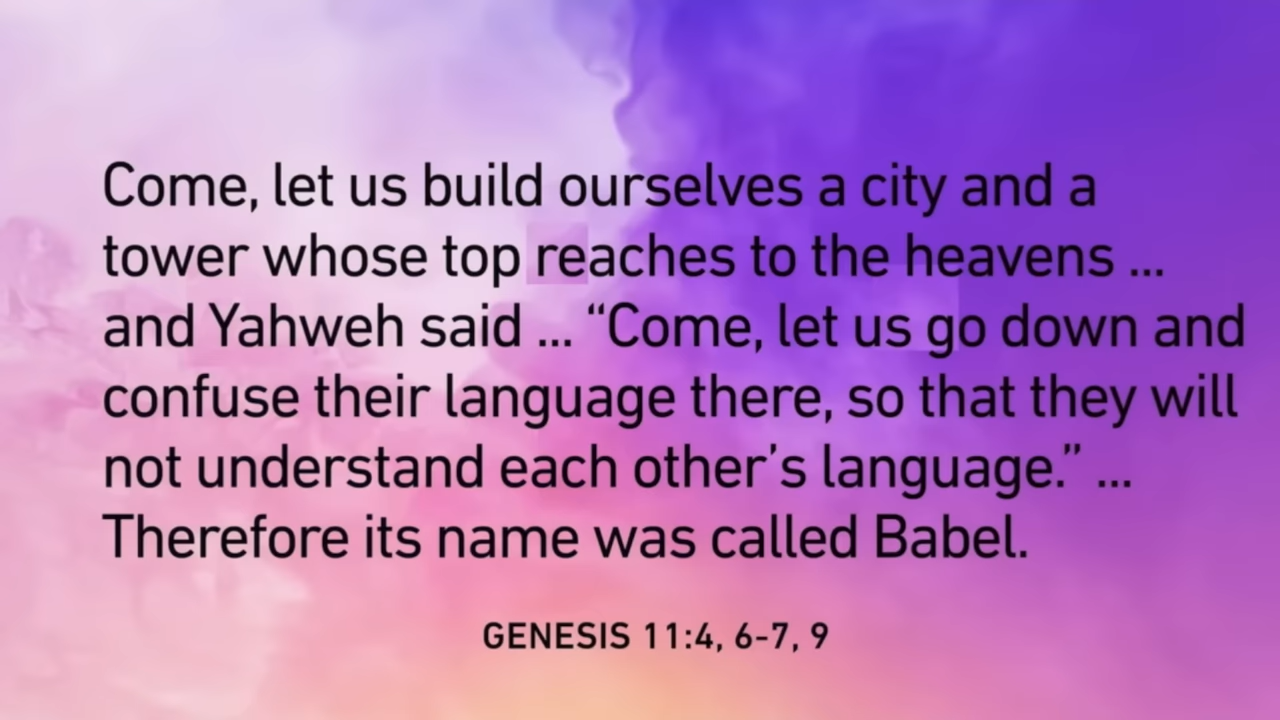 Come, let us build ourselves a city and a
tower whose top reaches to the heavens ...
and Yahweh said ... “Come, let us go down and
confuse their language there, so that they will
not understand each other’s language.” ...
Therefore its name was called Babel.
GENESIS 11:4, 6-7, 9